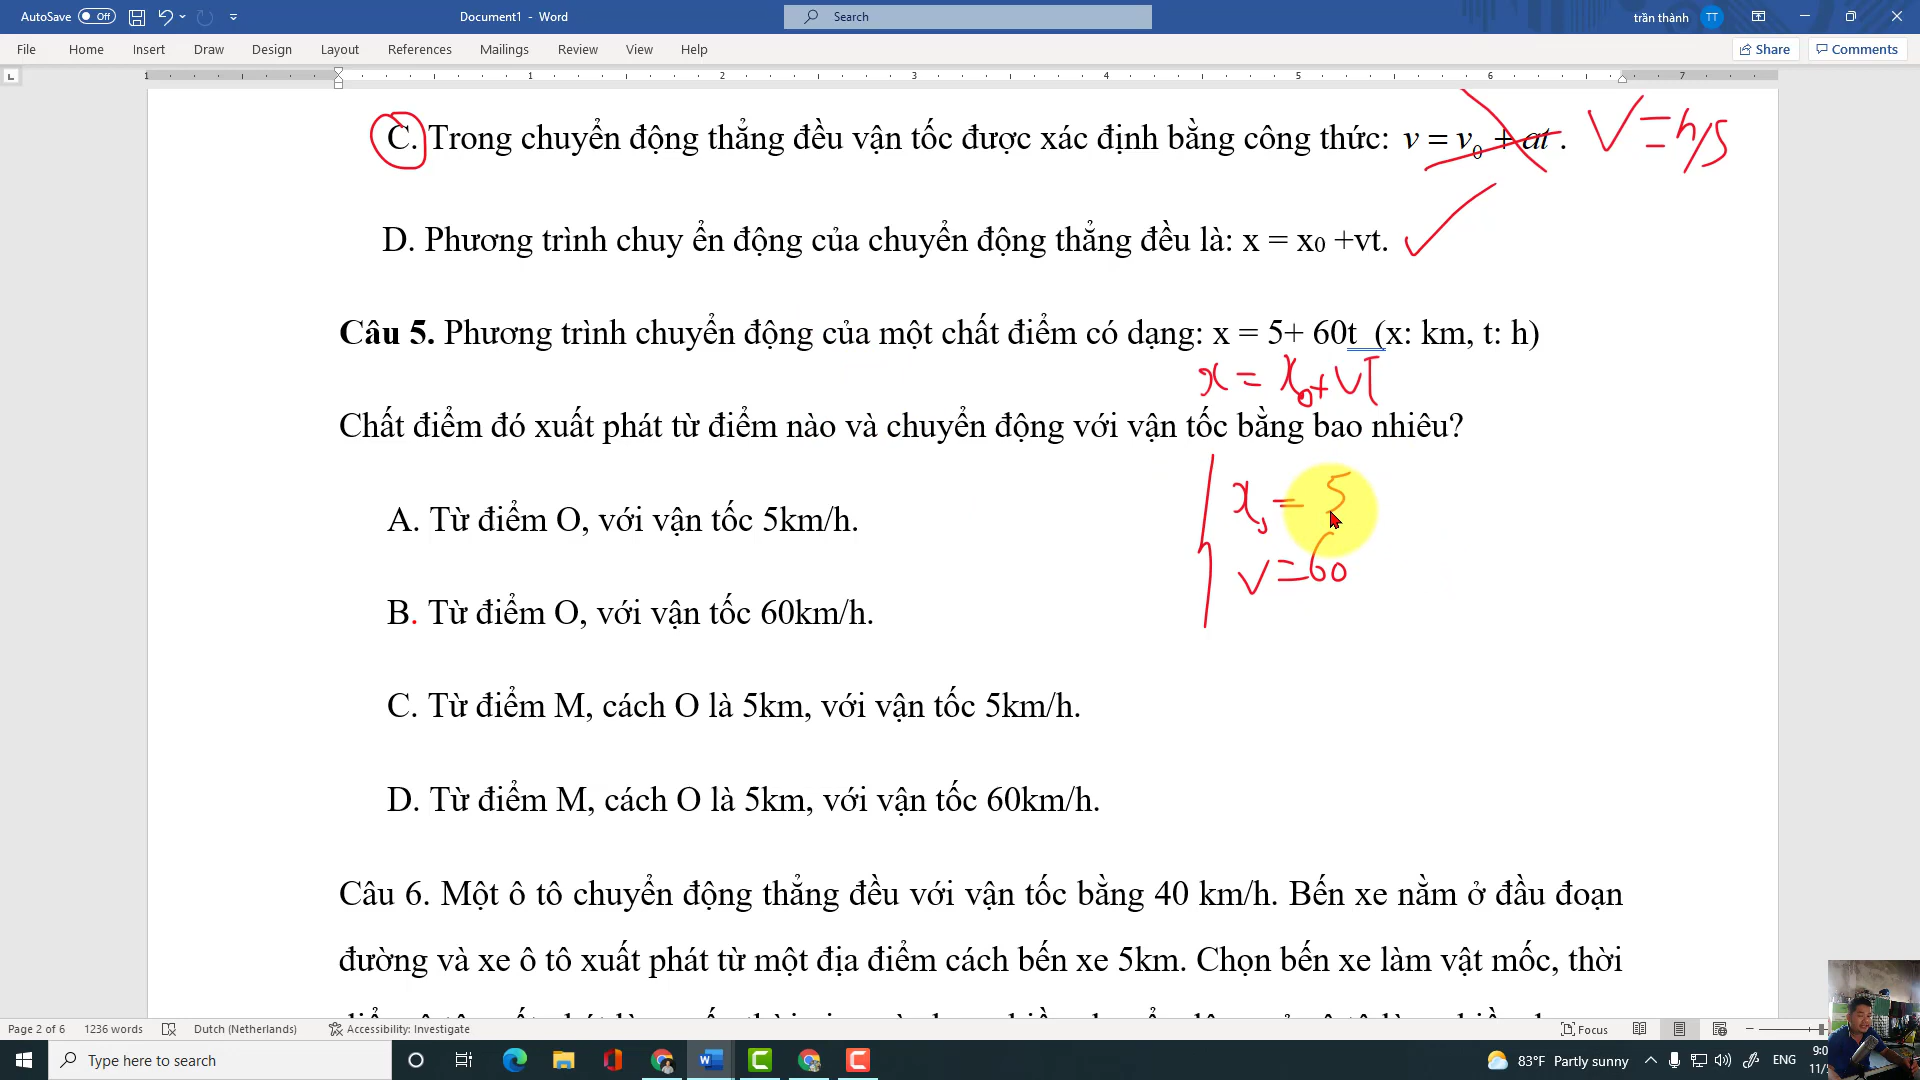 AutoSave Off Document1 - Word Search trần thành TT
File Home Insert Draw Design Layout References Mailings Review View Help Share Comments
1 1 2 3 4 5 6 7
C. Trong chuyển động thẳng đều vận tốc được xác định bằng công thức: v = v₀ + at . V = h/s
D. Phương trình chuy ển động của chuyển động thẳng đều là: x = x₀ +vt.
Câu 5. Phương trình chuyển động của một chất điểm có dạng: x = 5+ 60t (x: km, t: h)
x = x₀ + vt
Chất điểm đó xuất phát từ điểm nào và chuyển động với vận tốc bằng bao nhiêu?
x₀ = 5
A. Từ điểm O, với vận tốc 5km/h.
v = 60
B. Từ điểm O, với vận tốc 60km/h.
C. Từ điểm M, cách O là 5km, với vận tốc 5km/h.
D. Từ điểm M, cách O là 5km, với vận tốc 60km/h.
Câu 6. Một ô tô chuyển động thẳng đều với vận tốc bằng 40 km/h. Bến xe nằm ở đầu đoạn
đường và xe ô tô xuất phát từ một địa điểm cách bến xe 5km. Chọn bến xe làm vật mốc, thời
Page 2 of 6 1236 words Dutch (Netherlands) Accessibility: Investigate Focus
Type here to search 83°F Partly sunny ENG